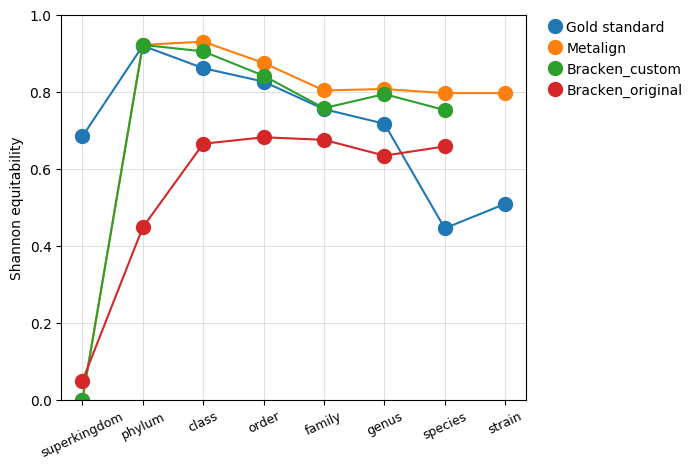 Shannon equitability
1.0
0.8
0.6
0.4
0.2
0.0
superkingdom
phylum
class
order
family
genus
species
strain
Gold standard
Metalign
Bracken_custom
Bracken_original